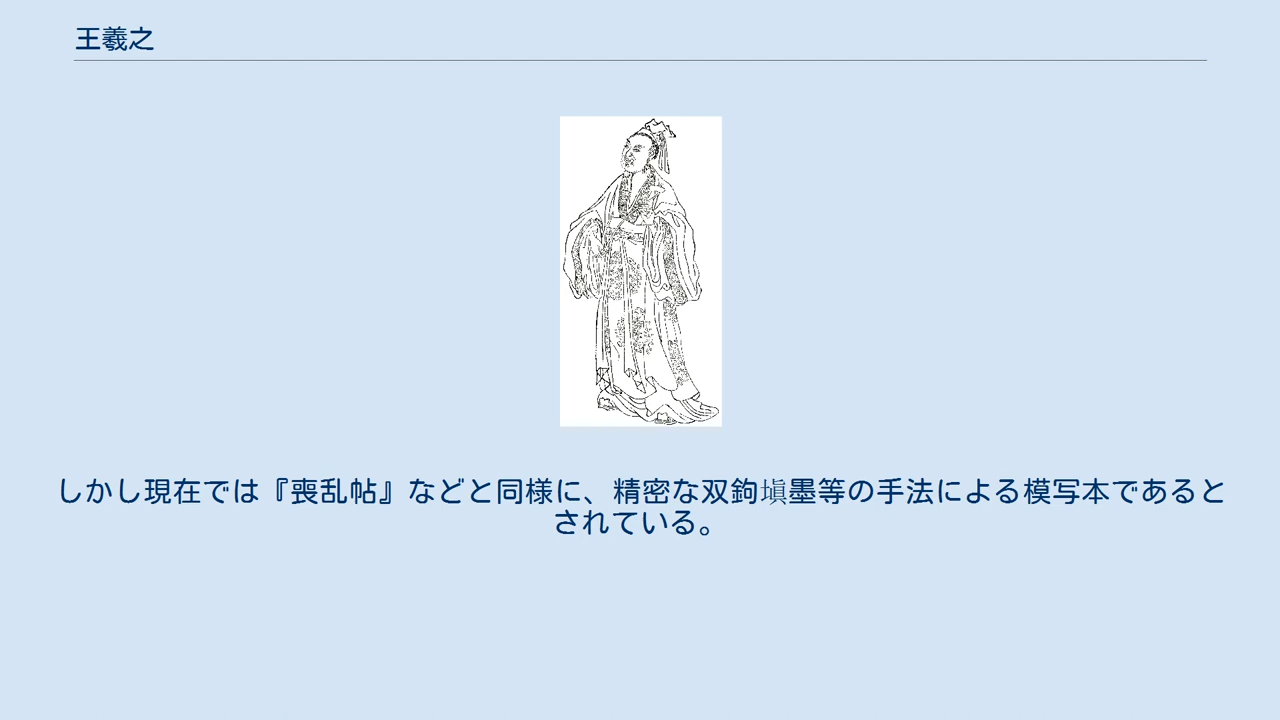 王羲之
しかし現在では『喪乱帖』などと同様に、精密な双鉤塡墨等の手法による模写本であると
されている。